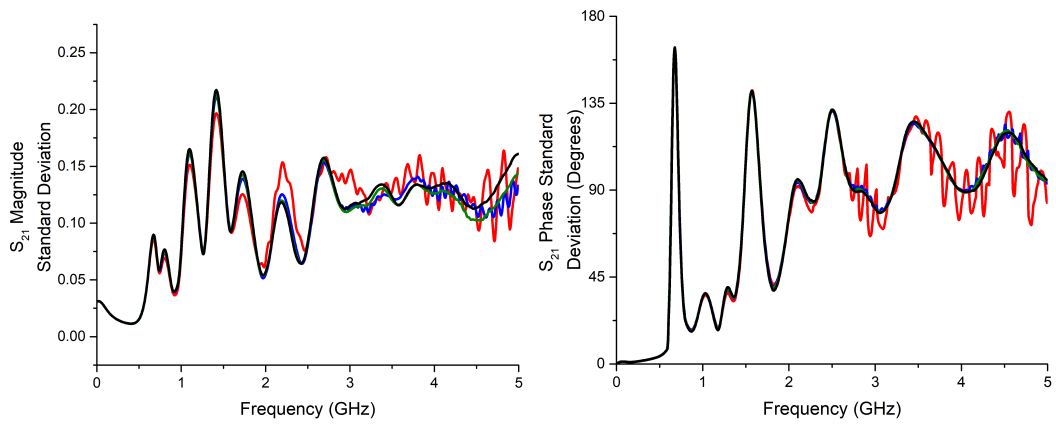 0.25
0.20
0.15
0.10
0.05
0.00
S21 Magnitude
Standard Deviation
0 1 2 3 4 5
Frequency (GHz)
180
135
90
45
0
S21 Phase Standard
Deviation (Degrees)
0 1 2 3 4 5
Frequency (GHz)